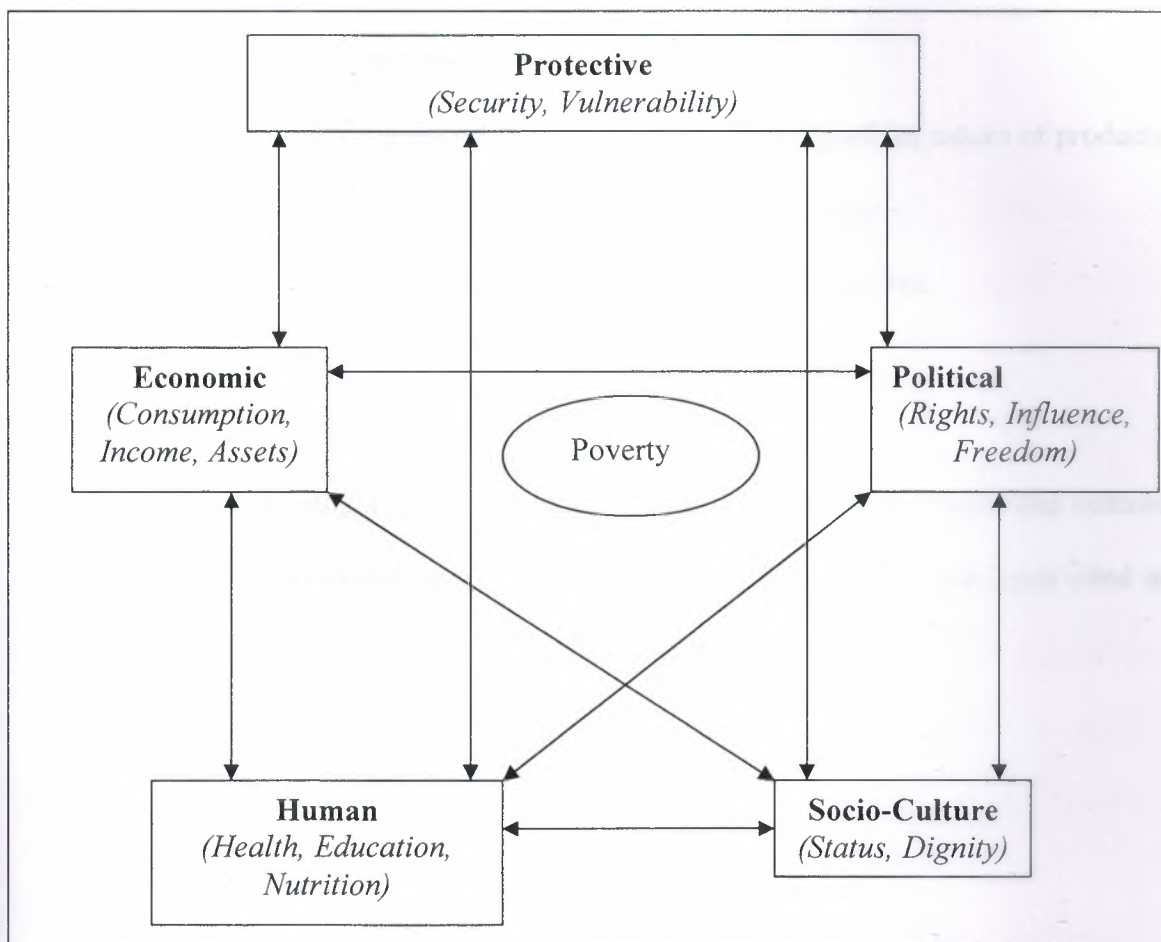 Protective
(Security, Vulnerability)
Economic
(Consumption,
Income, Assets)
Political
(Rights, Influence,
Freedom)
Poverty
Human
(Health, Education,
Nutrition)
Socio-Culture
(Status, Dignity)